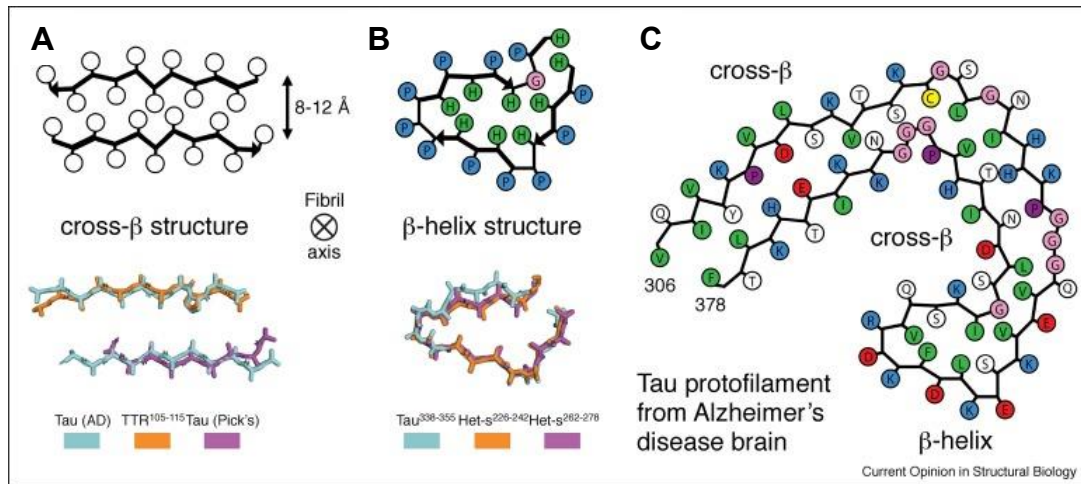 A
B
C
8-12 Å
P H
P P P H
G
H H H H H P
P
H H H H
P P P
P P P
cross-β structure
Fibril
axis
β-helix structure
Tau (AD) TTR105-115 Tau (Pick's)
Tau338-355 Het-s226-242 Het-s262-278
cross-β
V Q I V Y K P V D L S K V T S K C G S L G N I H H K P G G G G Q V E V K S E K L D F K D R V Q S K I G S L D N I T H V P G G N K K I E T H K L T F
cross-β
306
378
Tau protofilament
from Alzheimer's
disease brain
β-helix
Current Opinion in Structural Biology